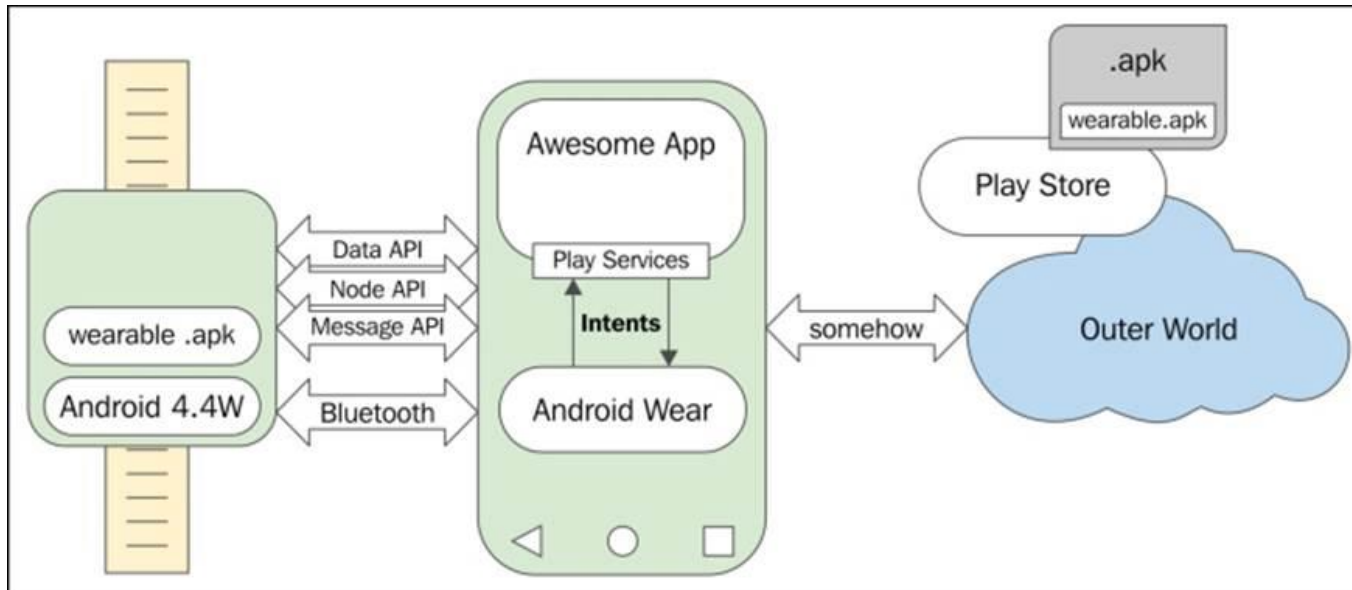 .apk
wearable.apk
Awesome App
Play Store
Data API
Play Services
Node API
Message API
Intents
somehow
Outer World
wearable .apk
Android 4.4W
Bluetooth
Android Wear